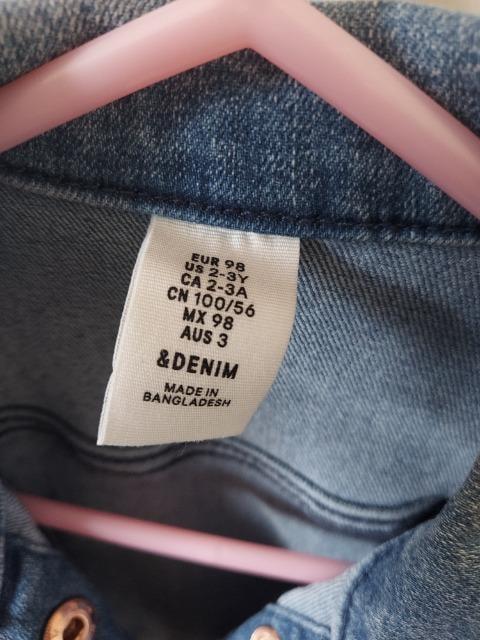 EUR 98
US 2-3Y
CA 2-3A
CN 100/56
MX 98
AUS 3
&DENIM
MADE IN
BANGLADESH